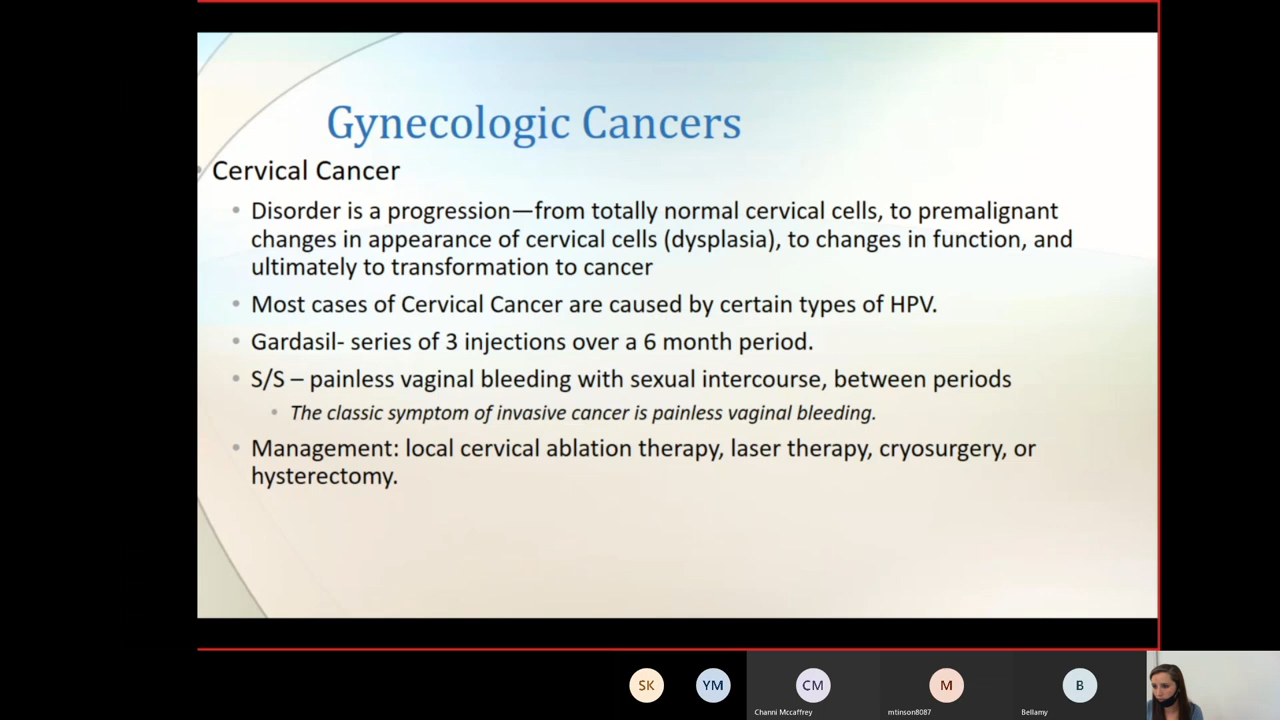 Gynecologic Cancers
Cervical Cancer
Disorder is a progression—from totally normal cervical cells, to premalignant
changes in appearance of cervical cells (dysplasia), to changes in function, and
ultimately to transformation to cancer
Most cases of Cervical Cancer are caused by certain types of HPV.
Gardasil- series of 3 injections over a 6 month period.
S/S – painless vaginal bleeding with sexual intercourse, between periods
The classic symptom of invasive cancer is painless vaginal bleeding.
Management: local cervical ablation therapy, laser therapy, cryosurgery, or
hysterectomy.
SK YM CM M B
Channi Mccaffrey mtinson8087 Bellamy